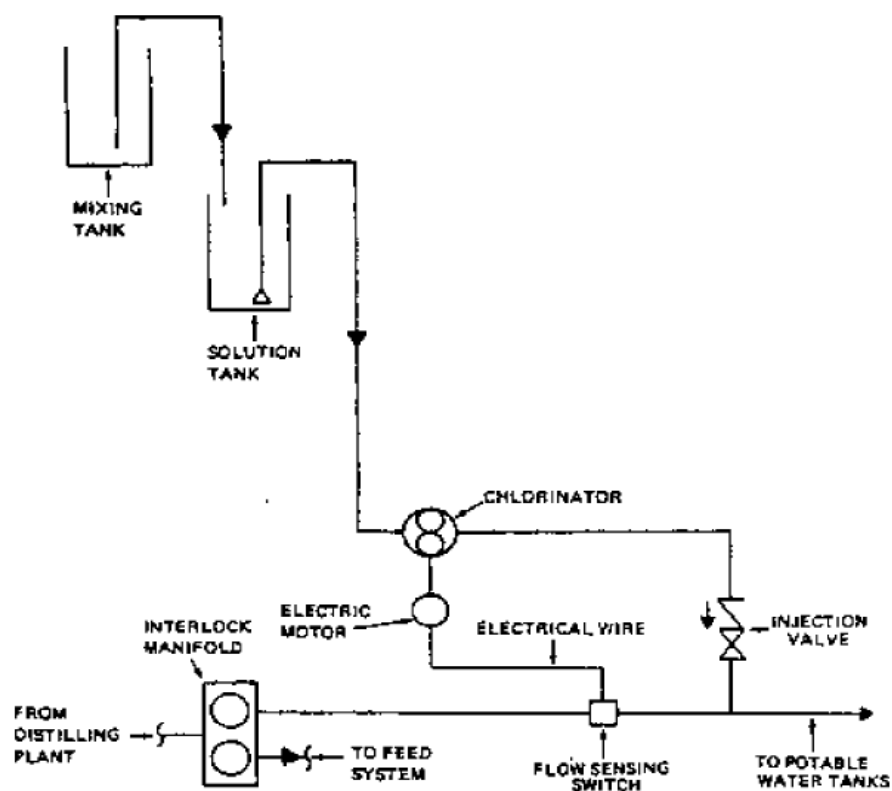 MIXING
TANK
SOLUTION
TANK
CHLORINATOR
ELECTRIC
MOTOR
ELECTRICAL WIRE
INJECTION
VALVE
INTERLOCK
MANIFOLD
FROM
DISTILLING
PLANT
TO FEED
SYSTEM
FLOW SENSING
SWITCH
TO POTABLE
WATER TANKS